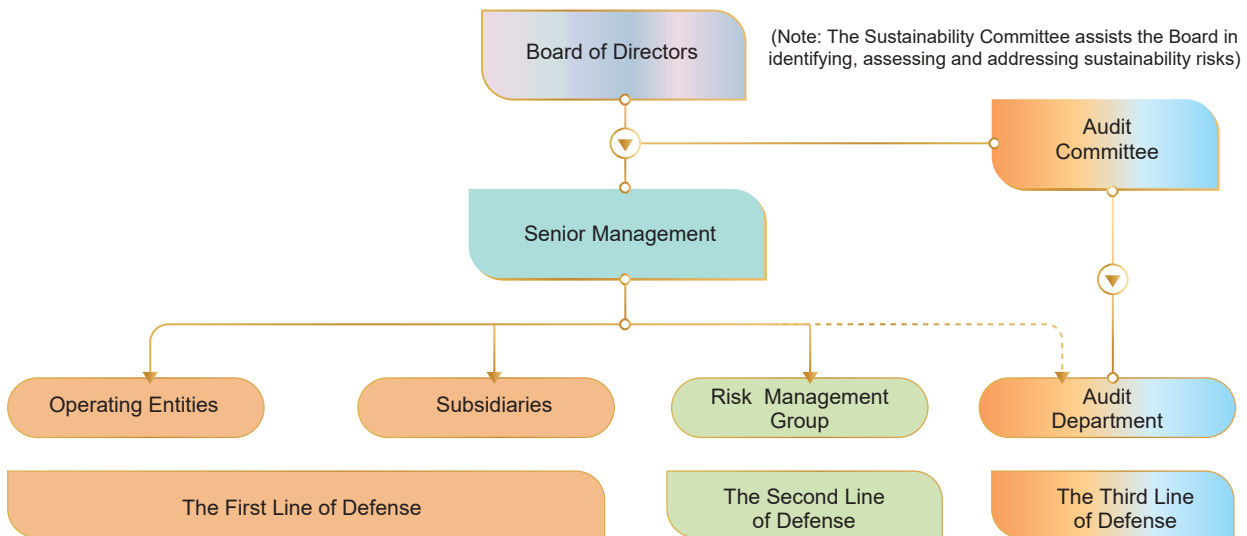 Board of Directors
(Note: The Sustainability Committee assists the Board in
identifying, assessing and addressing sustainability risks)
Audit
Committee
Senior Management
Operating Entities
Subsidiaries
Risk Management
Group
Audit
Department
The First Line of Defense
The Second Line
of Defense
The Third Line
of Defense